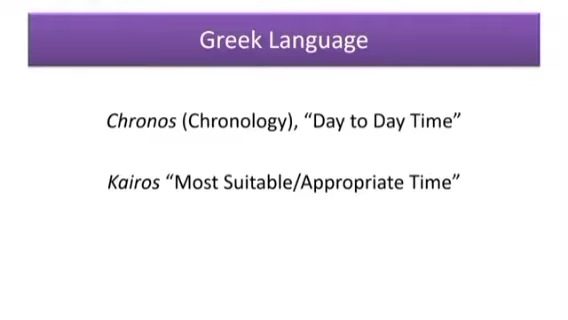 Greek Language
Chronos (Chronology), “Day to Day Time”
Kairos “Most Suitable/Appropriate Time”